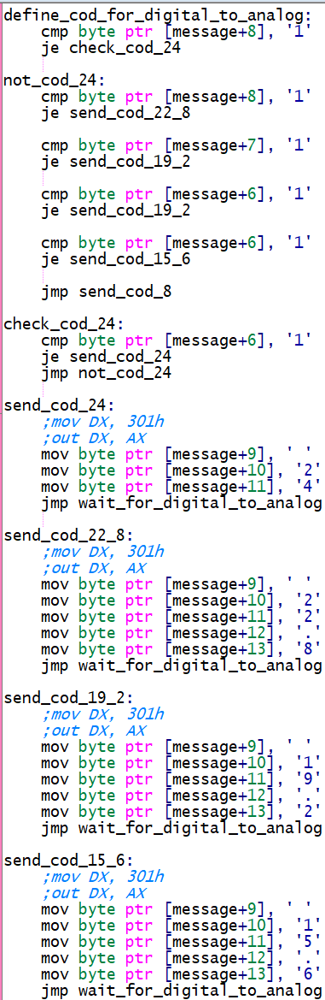 define_cod_for_digital_to_analog:
    cmp byte ptr [message+8], '1'
    je check_cod_24
not_cod_24:
    cmp byte ptr [message+8], '1'
    je send_cod_22_8
    cmp byte ptr [message+7], '1'
    je send_cod_19_2
    cmp byte ptr [message+6], '1'
    je send_cod_19_2
    cmp byte ptr [message+6], '1'
    je send_cod_15_6
    jmp send_cod_8
check_cod_24:
    cmp byte ptr [message+6], '1'
    je send_cod_24
    jmp not_cod_24
send_cod_24:
    ;mov DX, 301h
    ;out DX, AX
    mov byte ptr [message+9], ' '
    mov byte ptr [message+10], '2'
    mov byte ptr [message+11], '4'
    jmp wait_for_digital_to_analog
send_cod_22_8:
    ;mov DX, 301h
    ;out DX, AX
    mov byte ptr [message+9], ' '
    mov byte ptr [message+10], '2'
    mov byte ptr [message+11], '2'
    mov byte ptr [message+12], '.'
    mov byte ptr [message+13], '8'
    jmp wait_for_digital_to_analog
send_cod_19_2:
    ;mov DX, 301h
    ;out DX, AX
    mov byte ptr [message+9], ' '
    mov byte ptr [message+10], '1'
    mov byte ptr [message+11], '9'
    mov byte ptr [message+12], '.'
    mov byte ptr [message+13], '2'
    jmp wait_for_digital_to_analog
send_cod_15_6:
    ;mov DX, 301h
    ;out DX, AX
    mov byte ptr [message+9], ' '
    mov byte ptr [message+10], '1'
    mov byte ptr [message+11], '5'
    mov byte ptr [message+12], '.'
    mov byte ptr [message+13], '6'
    jmp wait_for_digital_to_analog